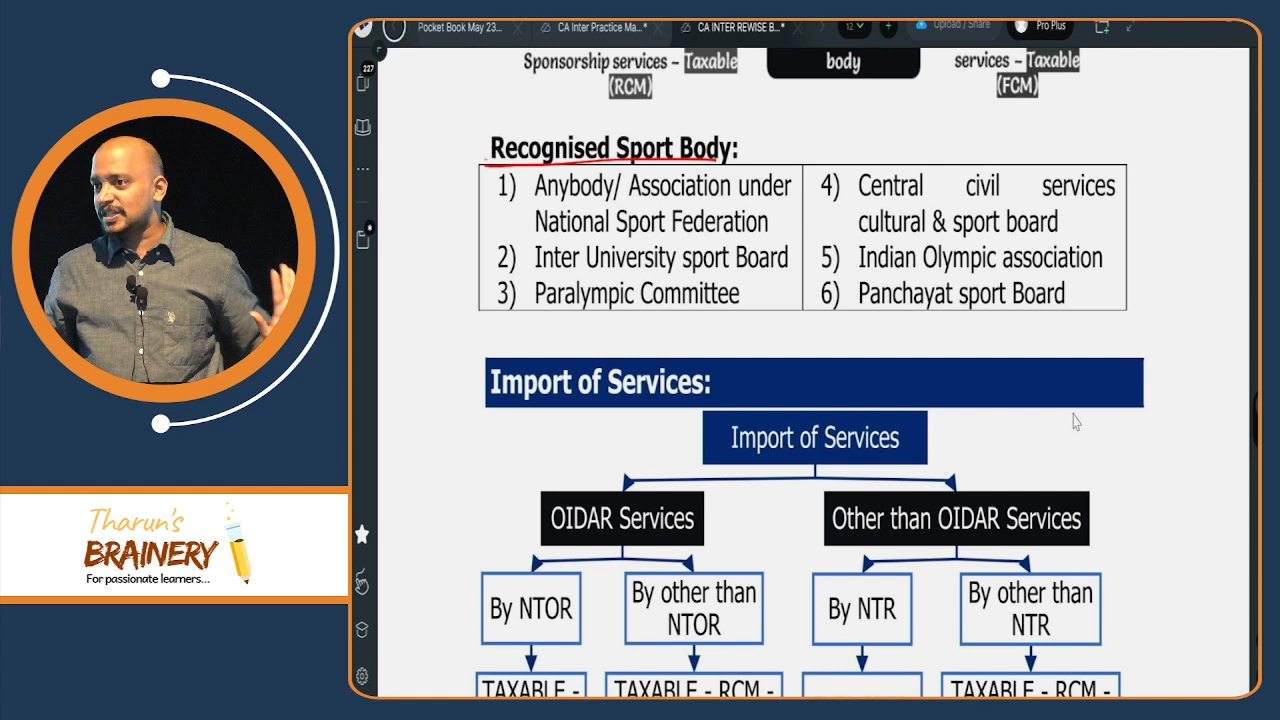 Pocket Book May 23...
CA Inter Practice Ma...*
CA INTER REWISE B...*
12
Upload / Share
Pro Plus
227
Sponsorship services – Taxable
(RCM)
body
services – Taxable
(FCM)
Recognised Sport Body:
1) Anybody/ Association under
National Sport Federation
2) Inter University sport Board
3) Paralympic Committee
4) Central civil services
cultural & sport board
5) Indian Olympic association
6) Panchayat sport Board
Import of Services:
Import of Services
OIDAR Services
Other than OIDAR Services
By NTOR
By other than
NTOR
By NTR
By other than
NTR
TAXABLE -
TAXABLE - RCM -
TAXABLE - RCM -
Tharun's
BRAINERY
For passionate learners...